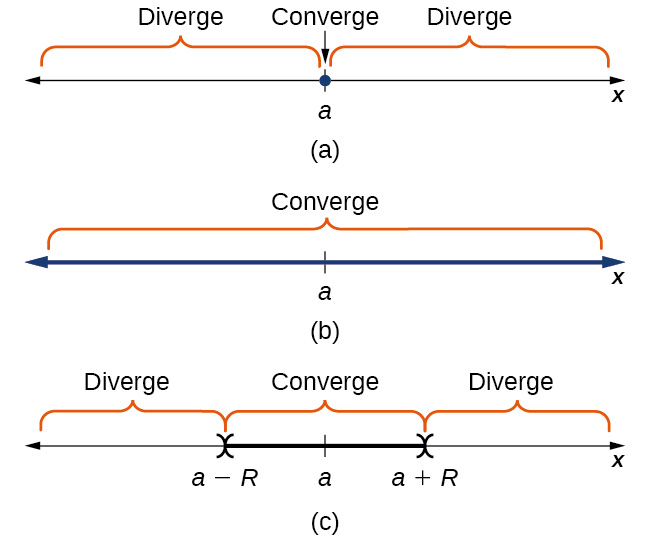 Diverge Converge Diverge
x
a
(a)
Converge
x
a
(b)
Diverge Converge Diverge
x
a − R a a + R
(c)